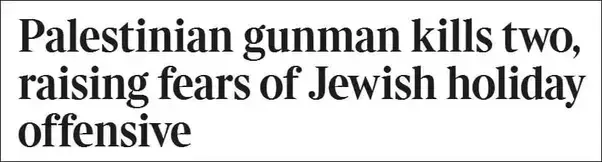 Palestinian gunman kills two,
raising fears of Jewish holiday
offensive